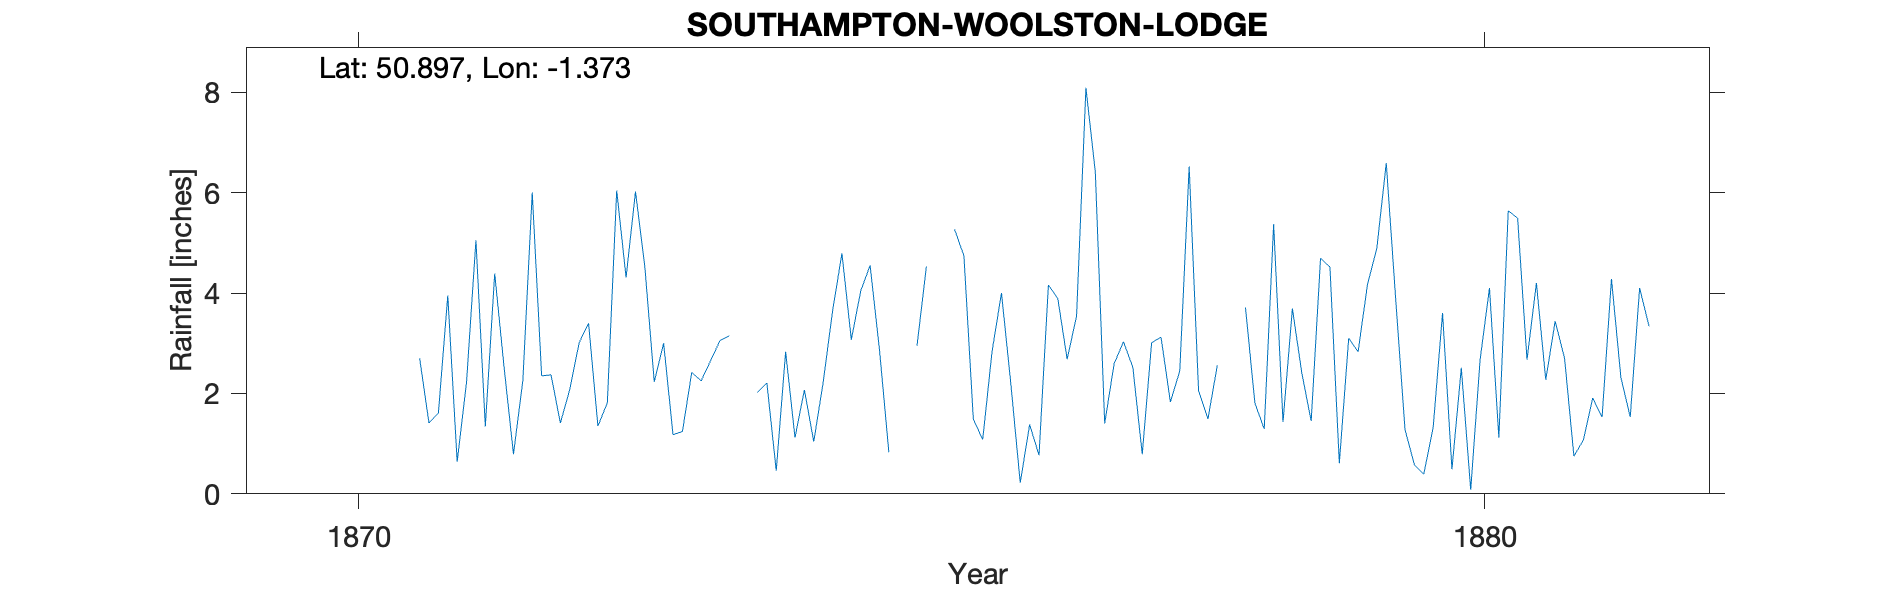 SOUTHAMPTON-WOOLSTON-LODGE
Lat: 50.897, Lon: -1.373
8
6
4
2
0
Rainfall [inches]
1870
1880
Year